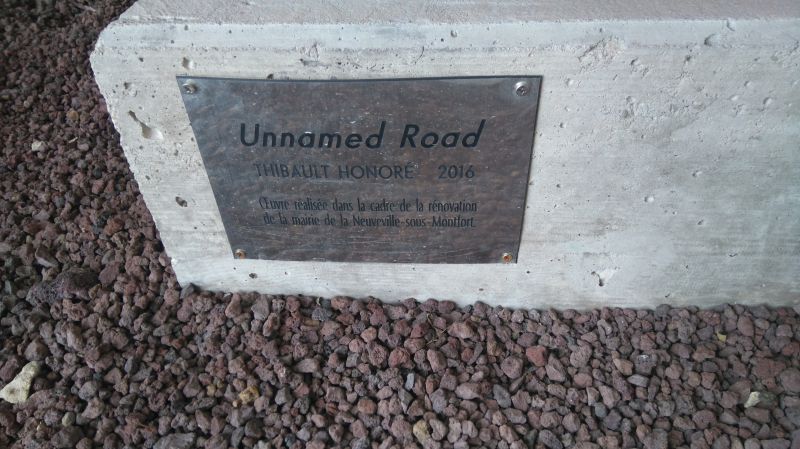 Unnamed Road
THIBAULT HONORÉ 2016
Œuvre réalisée dans la cadre de la rénovation
de la mairie de la Neuveville-sous-Montfort.